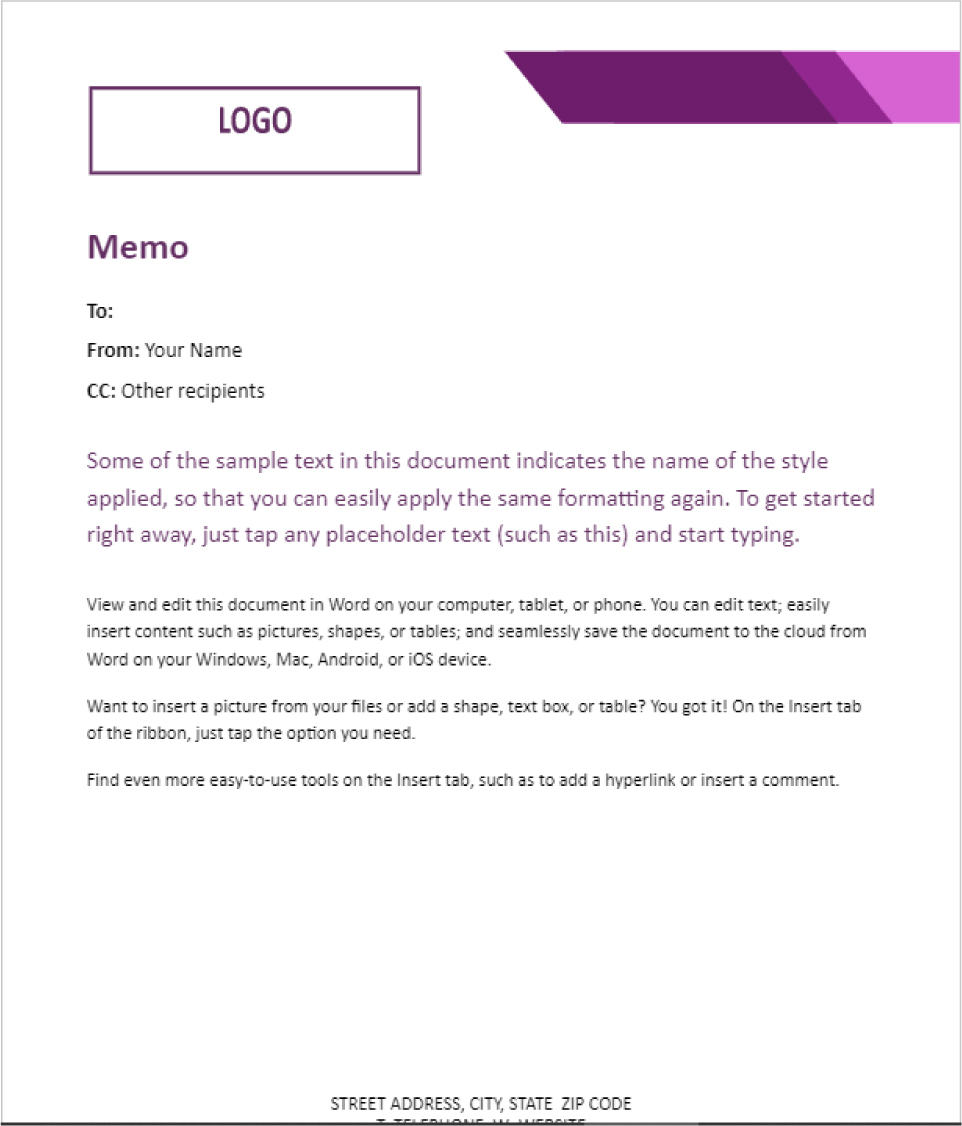 LOGO
Memo
To:
From: Your Name
CC: Other recipients
Some of the sample text in this document indicates the name of the style
applied, so that you can easily apply the same formatting again. To get started
right away, just tap any placeholder text (such as this) and start typing.
View and edit this document in Word on your computer, tablet, or phone. You can edit text; easily
insert content such as pictures, shapes, or tables; and seamlessly save the document to the cloud from
Word on your Windows, Mac, Android, or iOS device.
Want to insert a picture from your files or add a shape, text box, or table? You got it! On the Insert tab
of the ribbon, just tap the option you need.
Find even more easy-to-use tools on the Insert tab, such as to add a hyperlink or insert a comment.
STREET ADDRESS, CITY, STATE  ZIP CODE